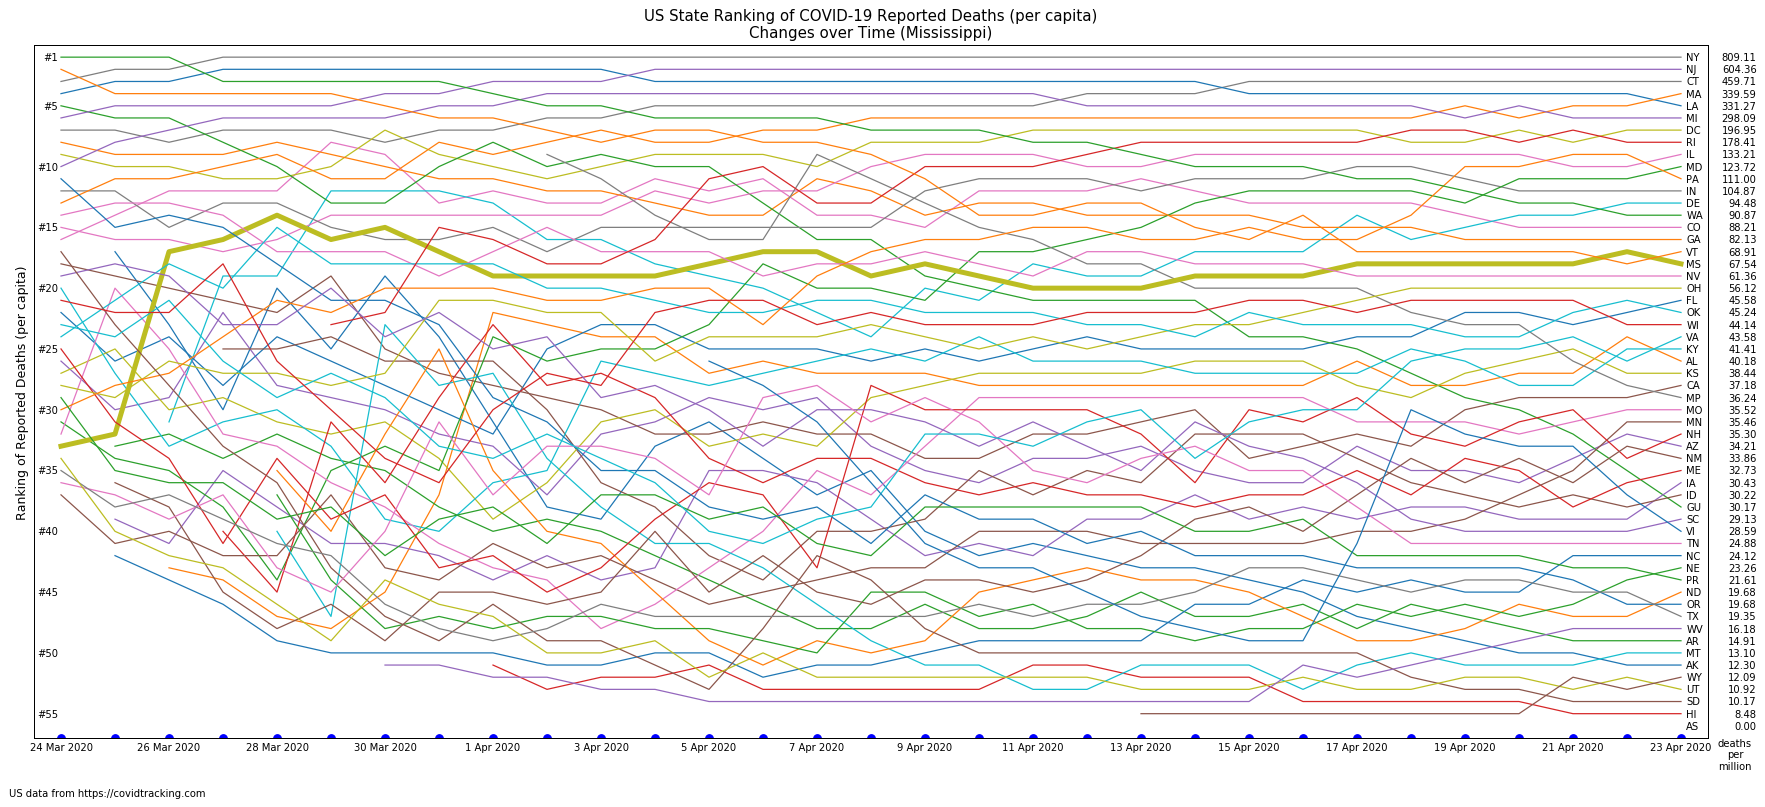 US State Ranking of COVID-19 Reported Deaths (per capita)
Changes over Time (Mississippi)
Ranking of Reported Deaths (per capita)
#1
#5
#10
#15
#20
#25
#30
#35
#40
#45
#50
#55
NY 809.11
NJ 604.36
CT 459.71
MA 339.59
LA 331.27
MI 298.09
DC 196.95
RI 178.41
IL 133.21
MD 123.72
PA 111.00
IN 104.87
DE 94.48
WA 90.87
CO 88.21
GA 82.13
VT 68.91
MS 67.54
NV 61.36
OH 56.12
FL 45.58
OK 45.24
WI 44.14
VA 43.58
KY 41.41
AL 40.18
KS 38.44
CA 37.18
MP 36.24
MO 35.52
MN 35.46
NH 35.30
AZ 34.21
NM 33.86
ME 32.73
IA 30.43
ID 30.22
GU 30.17
SC 29.13
VI 28.59
TN 24.88
NC 24.12
NE 23.26
PR 21.61
ND 19.68
OR 19.68
TX 19.35
WV 16.18
AR 14.91
MT 13.10
AK 12.30
WY 12.09
UT 10.92
SD 10.17
HI 8.48
AS 0.00
24 Mar 2020 26 Mar 2020 28 Mar 2020 30 Mar 2020 1 Apr 2020 3 Apr 2020 5 Apr 2020 7 Apr 2020 9 Apr 2020 11 Apr 2020 13 Apr 2020 15 Apr 2020 17 Apr 2020 19 Apr 2020 21 Apr 2020 23 Apr 2020
deaths
per
million
US data from https://covidtracking.com